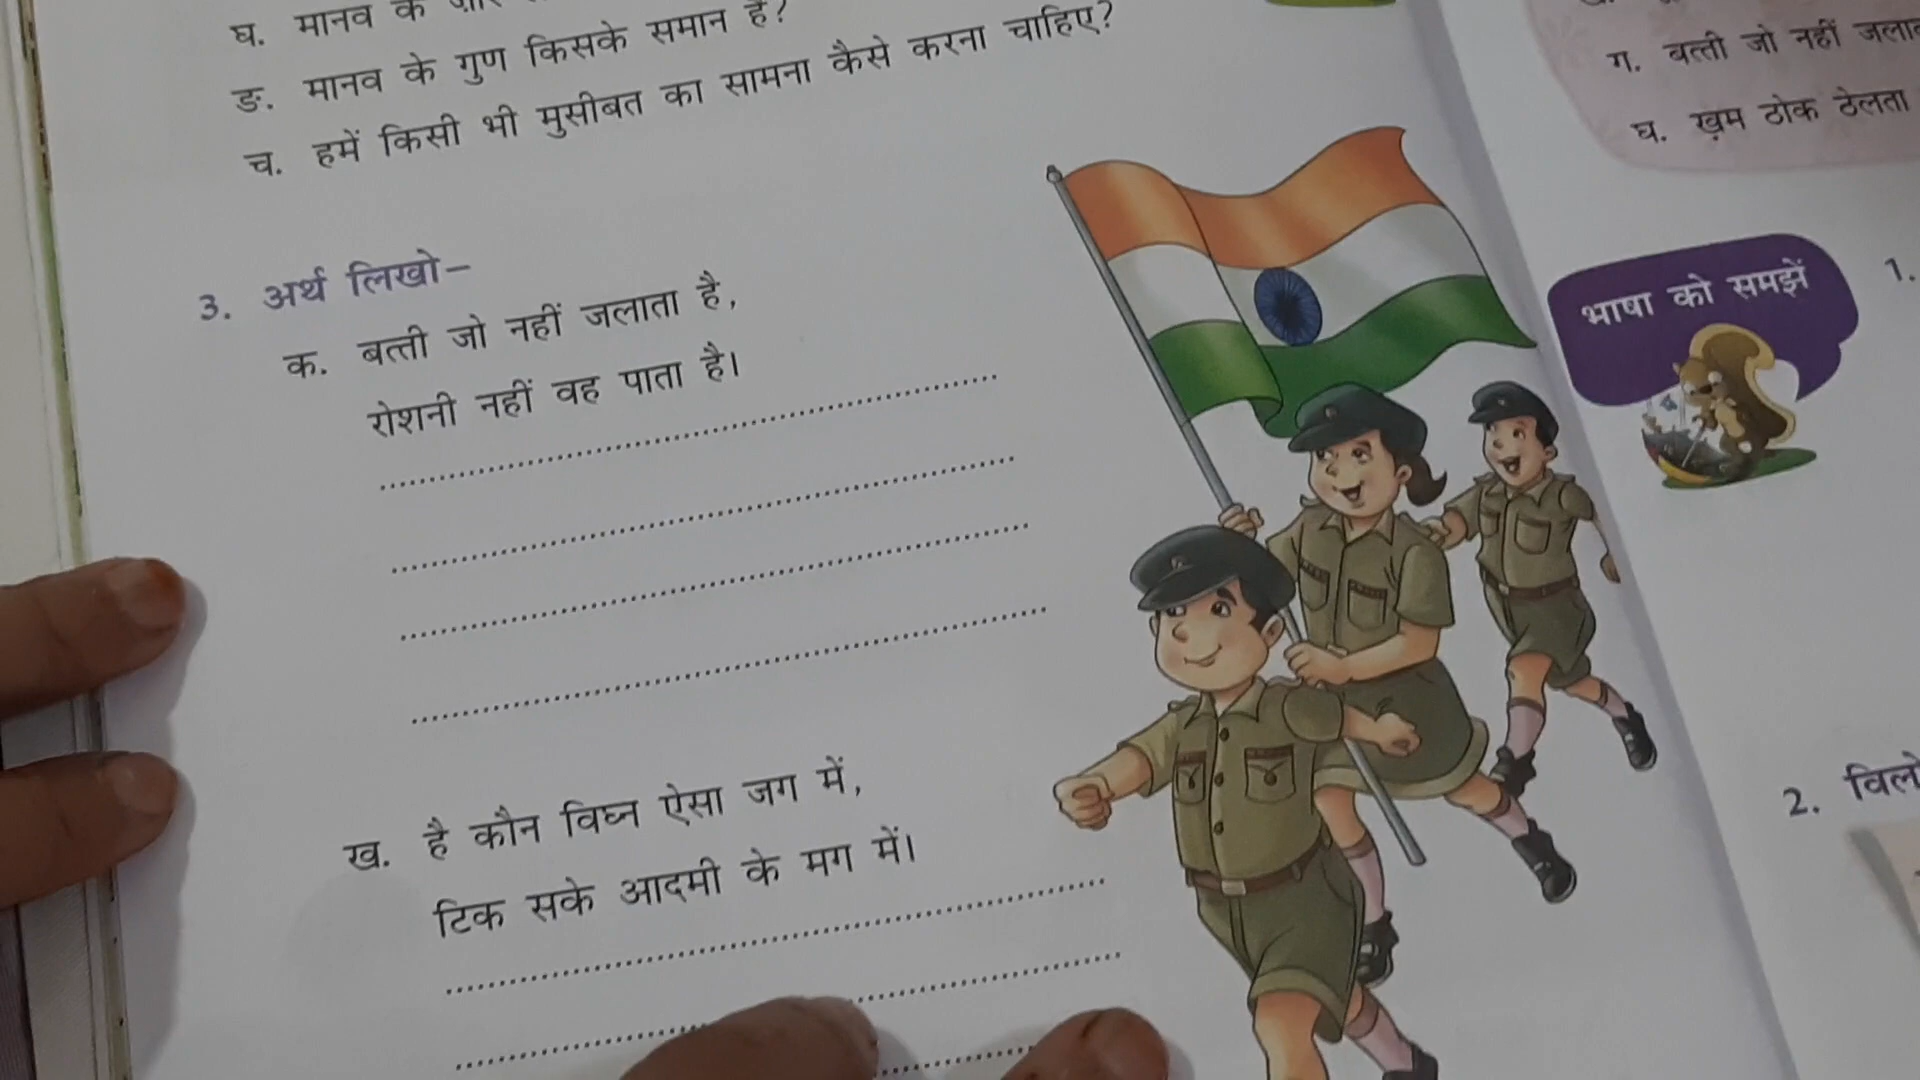 घ. मानव के
ङ. मानव के गुण किसके समान हैं?
च. हमें किसी भी मुसीबत का सामना कैसे करना चाहिए?
3. अर्थ लिखो–
क. बत्ती जो नहीं जलाता है,
रोशनी नहीं वह पाता है।
ख. है कौन विघ्न ऐसा जग में,
टिक सके आदमी के मग में।
ग. बत्ती जो नहीं
घ. ख़म ठोक ठेलता
भाषा को समझें
1.
2.